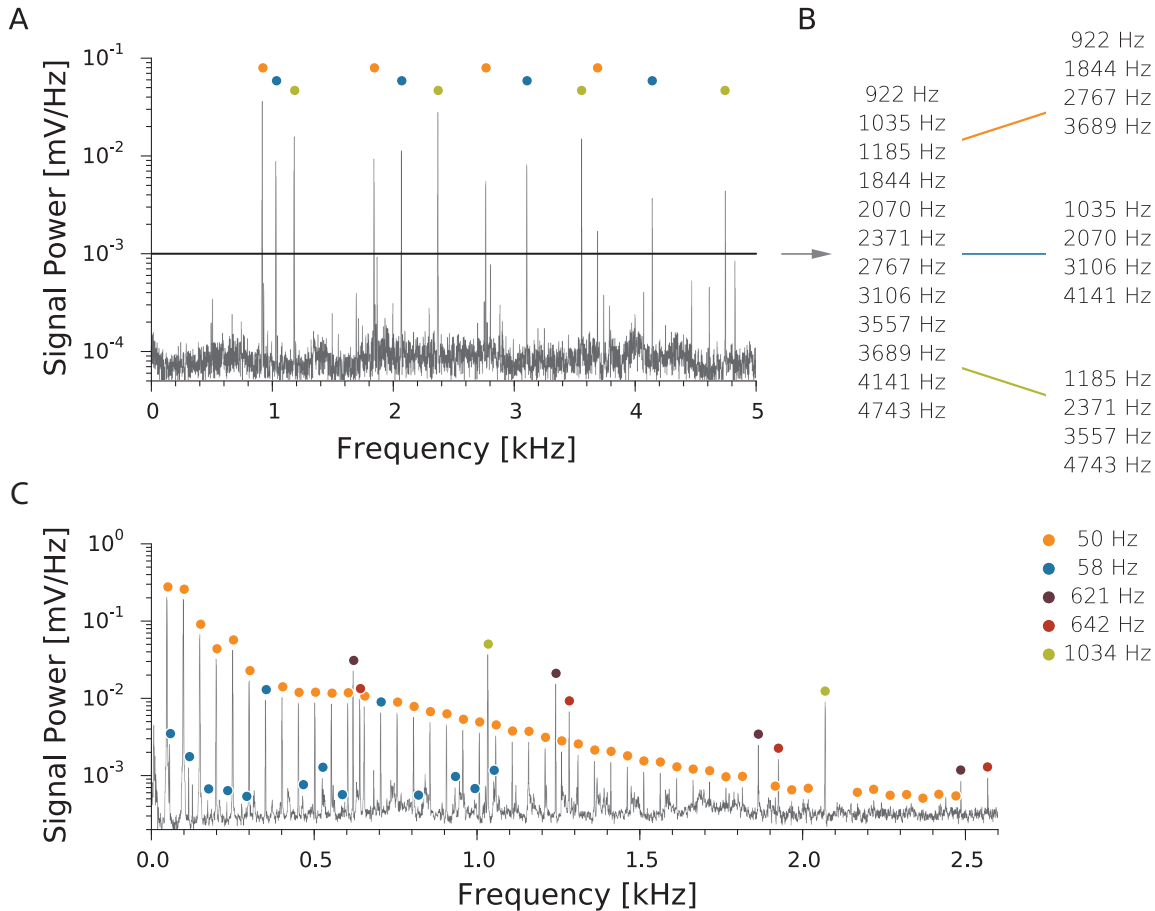 A
Signal Power [mV/Hz]
10⁻¹
10⁻²
10⁻³
10⁻⁴
0 1 2 3 4 5
Frequency [kHz]
B
922 Hz
1035 Hz
1185 Hz
1844 Hz
2070 Hz
2371 Hz
2767 Hz
3106 Hz
3557 Hz
3689 Hz
4141 Hz
4743 Hz
922 Hz
1844 Hz
2767 Hz
3689 Hz
1035 Hz
2070 Hz
3106 Hz
4141 Hz
1185 Hz
2371 Hz
3557 Hz
4743 Hz
C
Signal Power [mV/Hz]
10⁰
10⁻¹
10⁻²
10⁻³
0.0 0.5 1.0 1.5 2.0 2.5
Frequency [kHz]
50 Hz
58 Hz
621 Hz
642 Hz
1034 Hz